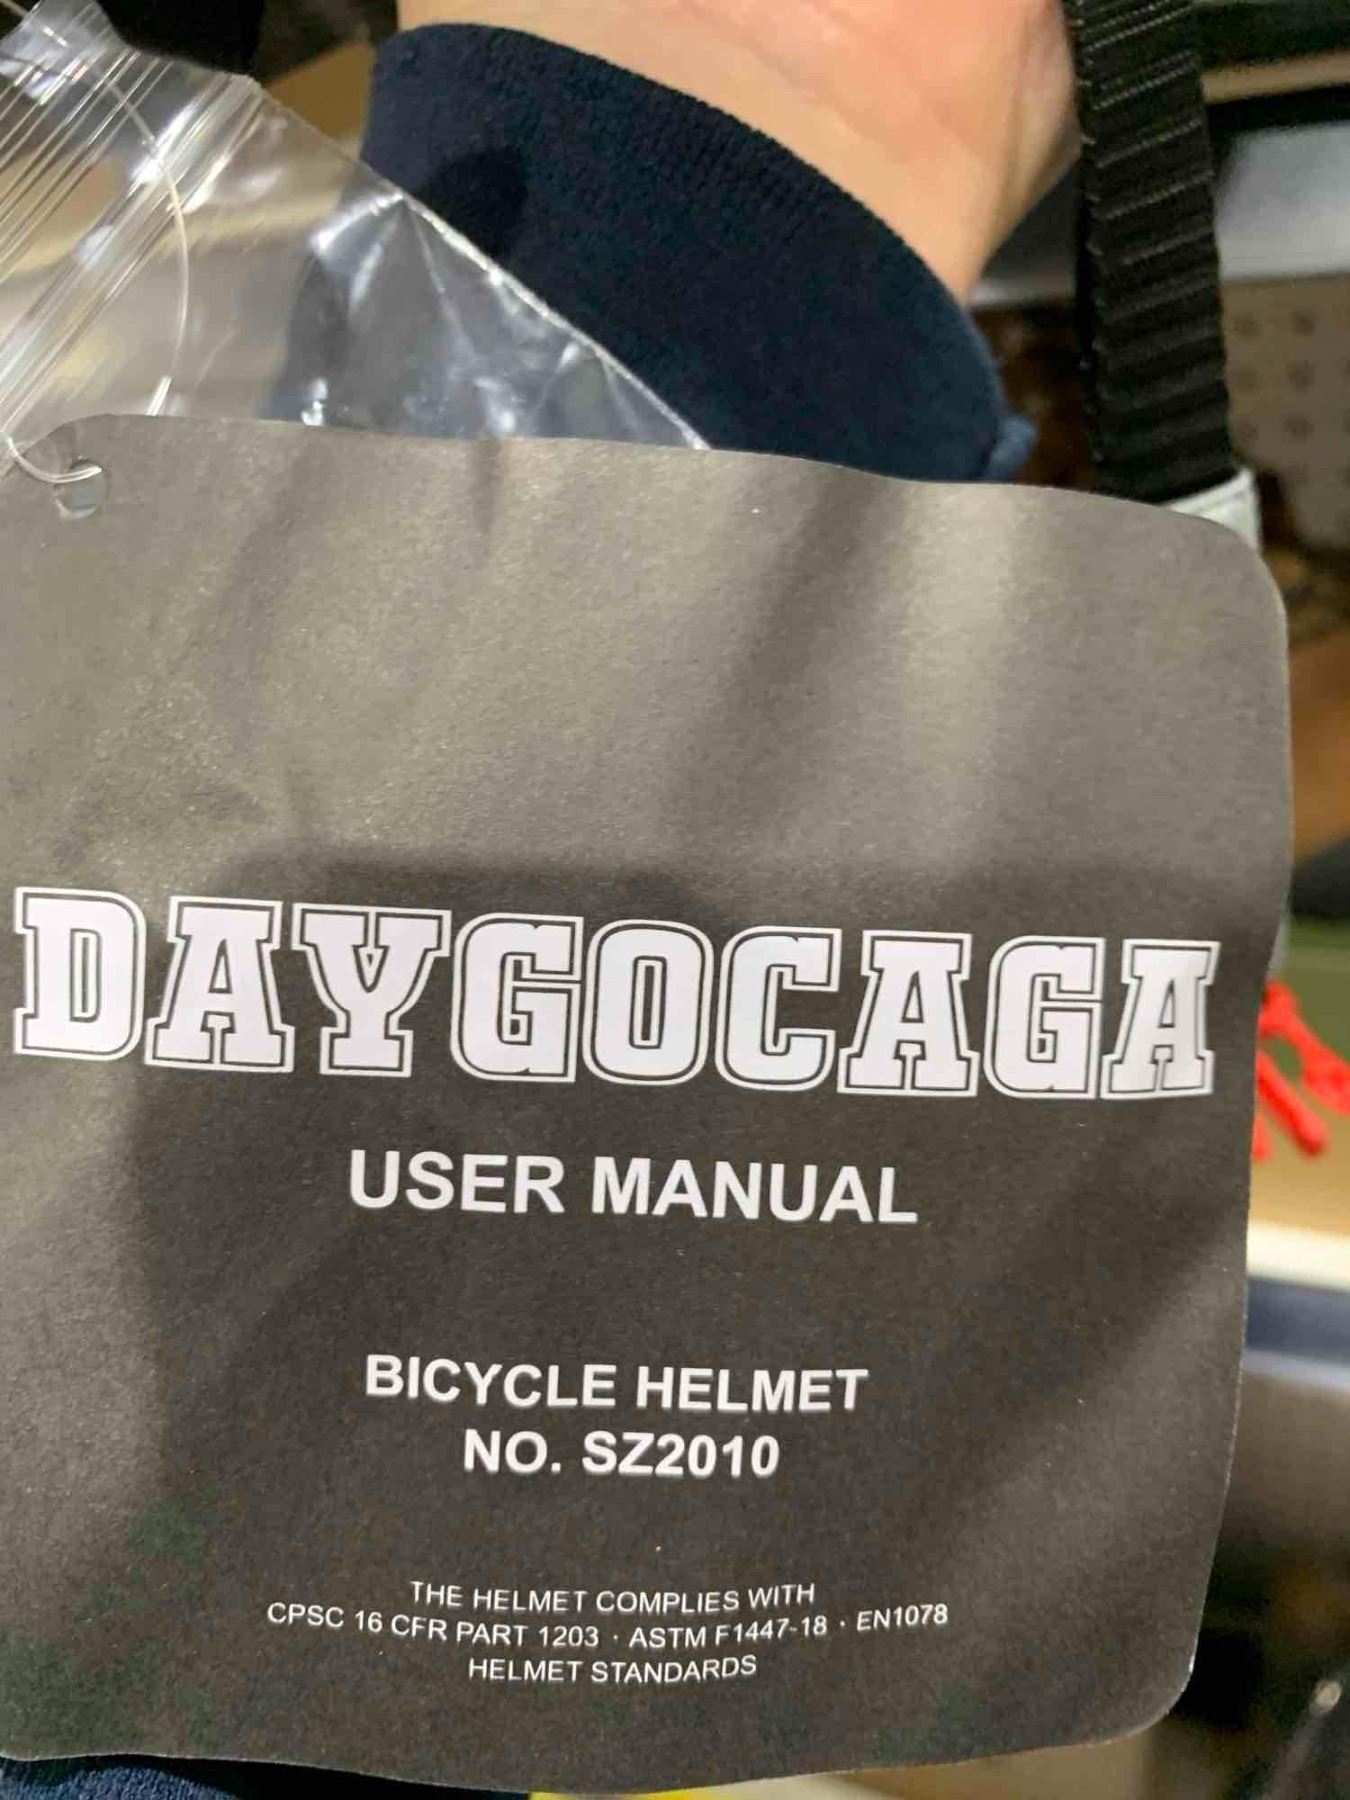 DAYGOCAGA
USER MANUAL
BICYCLE HELMET
NO. SZ2010
THE HELMET COMPLIES WITH
CPSC 16 CFR PART 1203 · ASTM F1447-18 · EN1078
HELMET STANDARDS